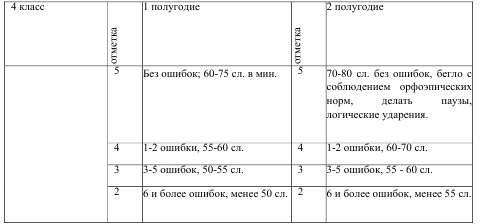 4 класс
отметка
1 полугодие
отметка
2 полугодие
5
Без ошибок; 60-75 сл. в мин.
5
70-80 сл. без ошибок, бегло с
соблюдением орфоэпических
норм, делать паузы,
логические ударения.
4
1-2 ошибки, 55-60 сл.
4
1-2 ошибки, 60-70 сл.
3
3-5 ошибок, 50-55 сл.
3
3-5 ошибок, 55 - 60 сл.
2
6 и более ошибок, менее 50 сл.
2
6 и более ошибок, менее 55 сл.